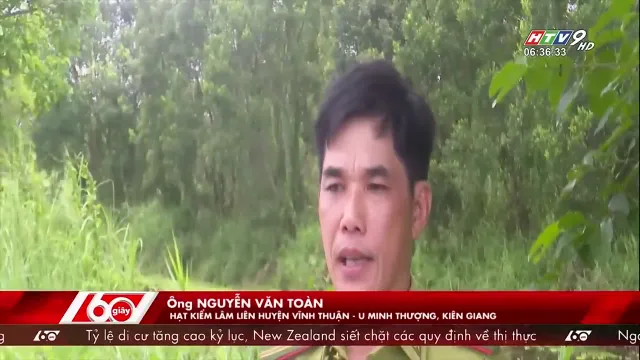 HTV9 HD
06:36:33
60 giây
Ông NGUYỄN VĂN TOÀN
HẠT KIỂM LÂM LIÊN HUYỆN VĨNH THUẬN - U MINH THƯỢNG, KIÊN GIANG
60 Tỷ lệ di cư tăng cao kỷ lục, New Zealand siết chặt các quy định về thị thực 60